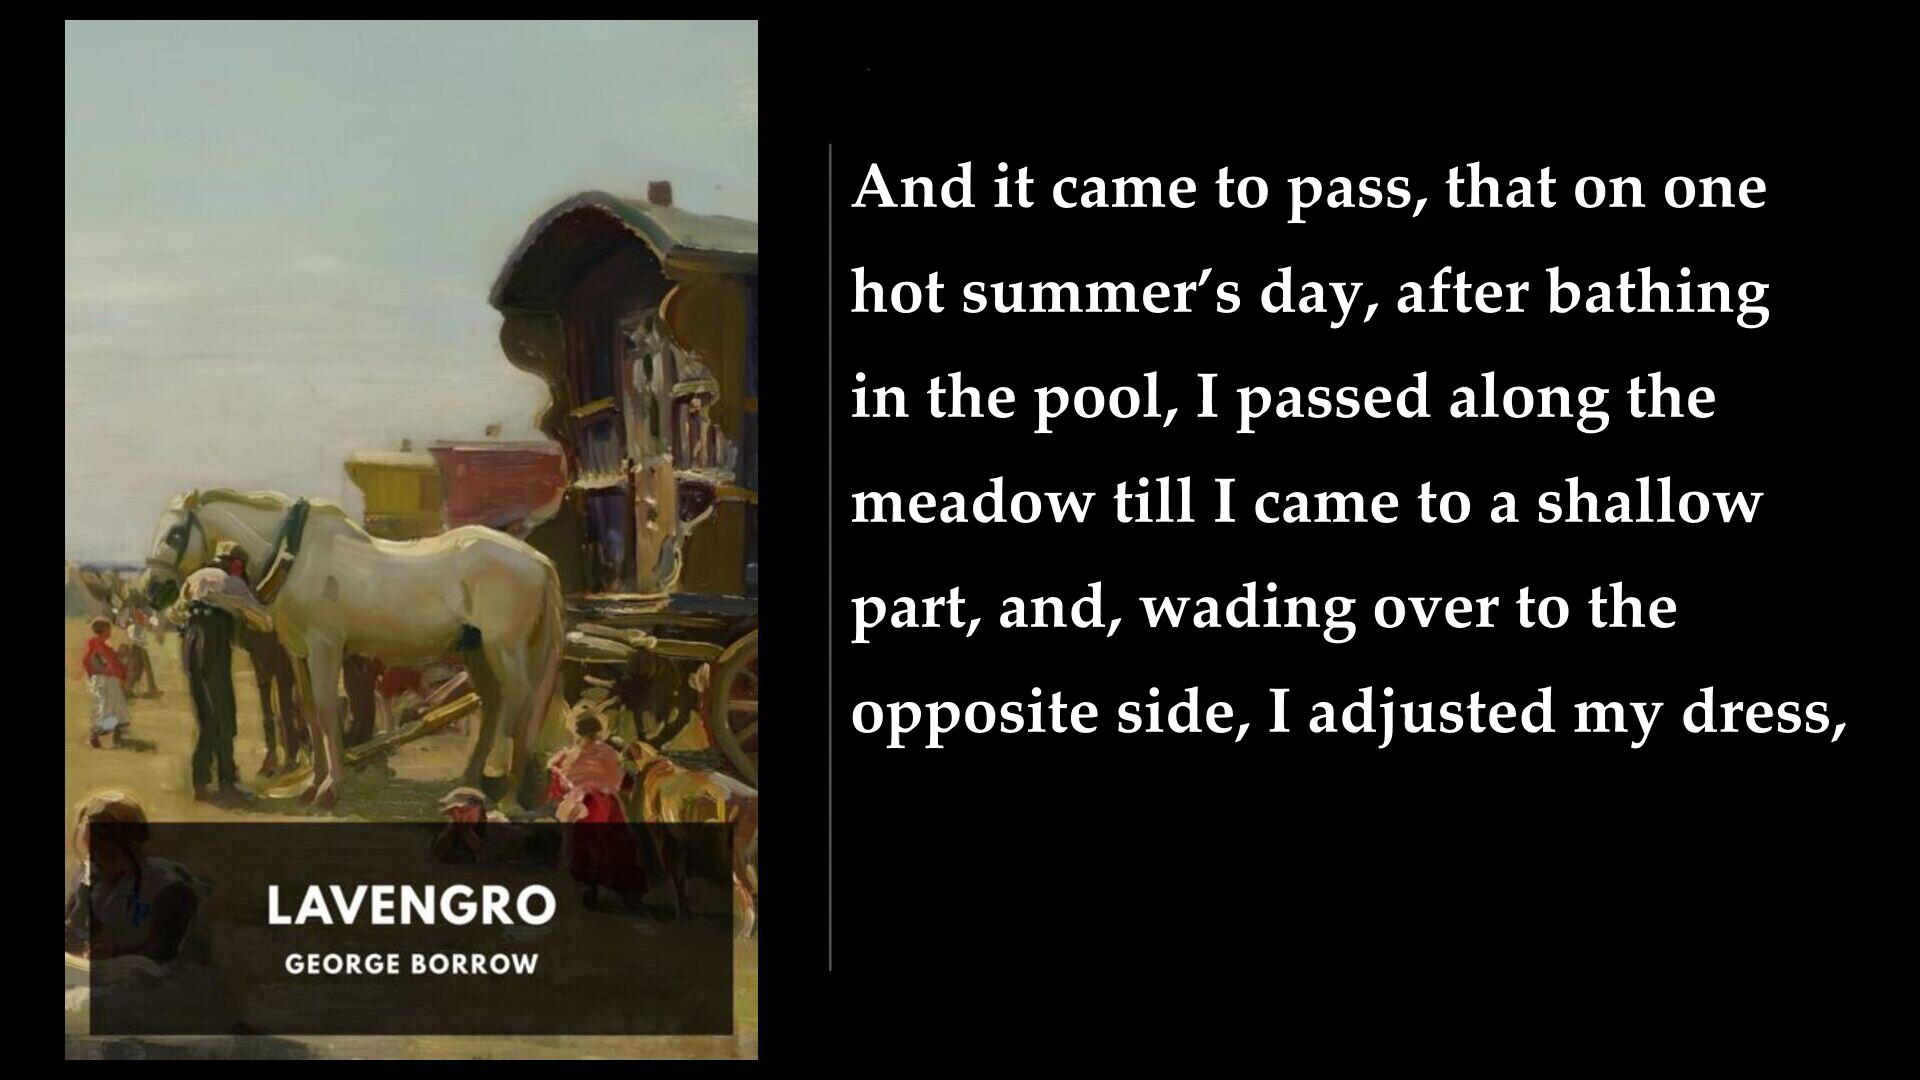 LAVENGRO
GEORGE BORROW
And it came to pass, that on one
hot summer’s day, after bathing
in the pool, I passed along the
meadow till I came to a shallow
part, and, wading over to the
opposite side, I adjusted my dress,